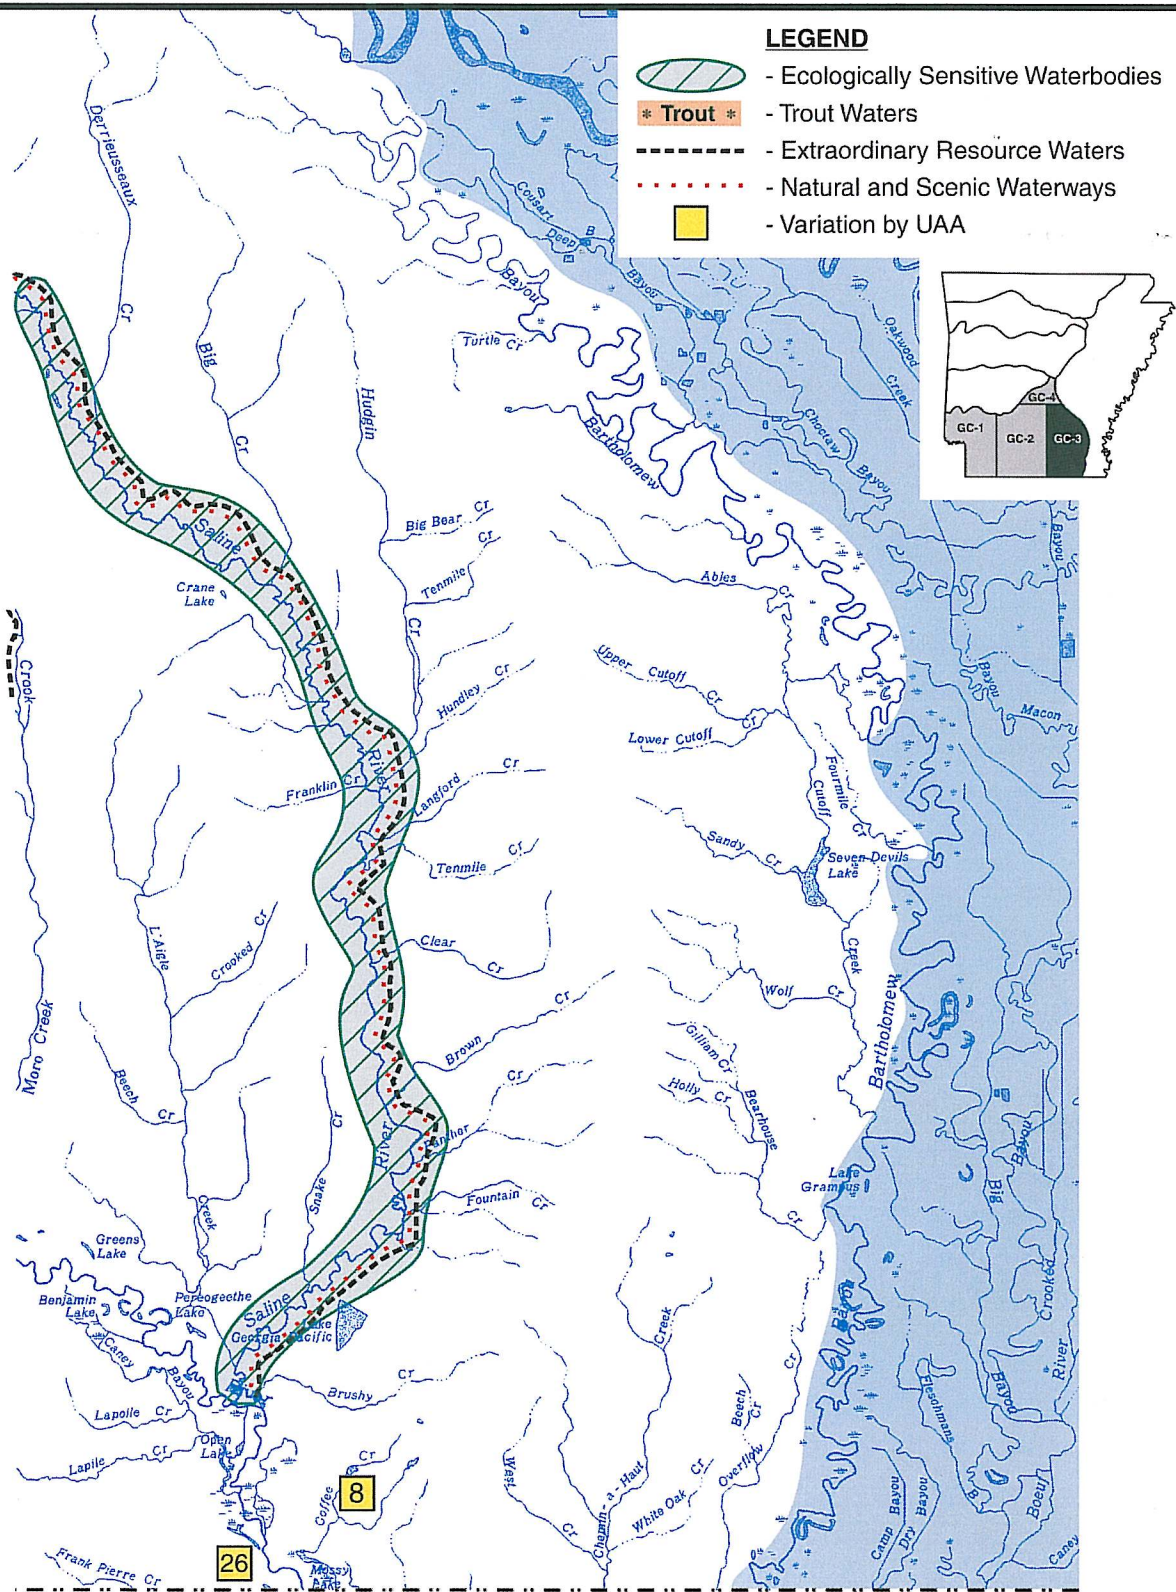 LEGEND
- Ecologically Sensitive Waterbodies
* Trout * - Trout Waters
- Extraordinary Resource Waters
- Natural and Scenic Waterways
- Variation by UAA
GC-4
GC-1
GC-2
GC-3
Derrieusseaux
Cr
Big
Cr
Hudgin
Cr
Cousart
Deep
B
Bayou
Bayou
Turtle Cr
Oakwood
Creek
Choctaw
Bayou
Bartholomew
Big Bear Cr
Tenmile
Cr
Saline
Crane
Lake
Ables
Cr
Bayou
Crook
Upper Cutoff
Cr
Hundley Cr
Bayou
Macon
Lower Cutoff
Cr
River
Franklin Cr
Langford
Cr
Cutoff
Fourmile
Cr
Sandy
Cr
Seven Devils
Lake
Tenmile
Cr
L'Aigle
Crooked
Cr
Clear
Cr
Creek
Wolf
Cr
Bartholomew
Moro Creek
Brown
Cr
Gilliam Cr
Holly
Cr
Bearhouse
Beech
Cr
Cr
Cr
River
Panther
Bayou
Lake
Grampus
Big
Snake
Creek
Fountain
Cr
Cr
Greens
Lake
Crooked
Benjamin
Lake
Pereogeethe
Lake
Saline
Lake
Georgia Pacific
Bayou
Creek
River
Caney
Bayou
Brushy
Cr
Cr
Bayou
Fleschmans
Lapoile Cr
Beech
Cr
Open
Lake
Lapile
Cr
Cr
West
Cr
Overflow
Coffee
8
Chemin-a-Haut
White Oak
Cr
B
Boeuf
Camp
Bayou
Dry
Bayou
Caney
26
Frank Pierre Cr
Mossy
Lake